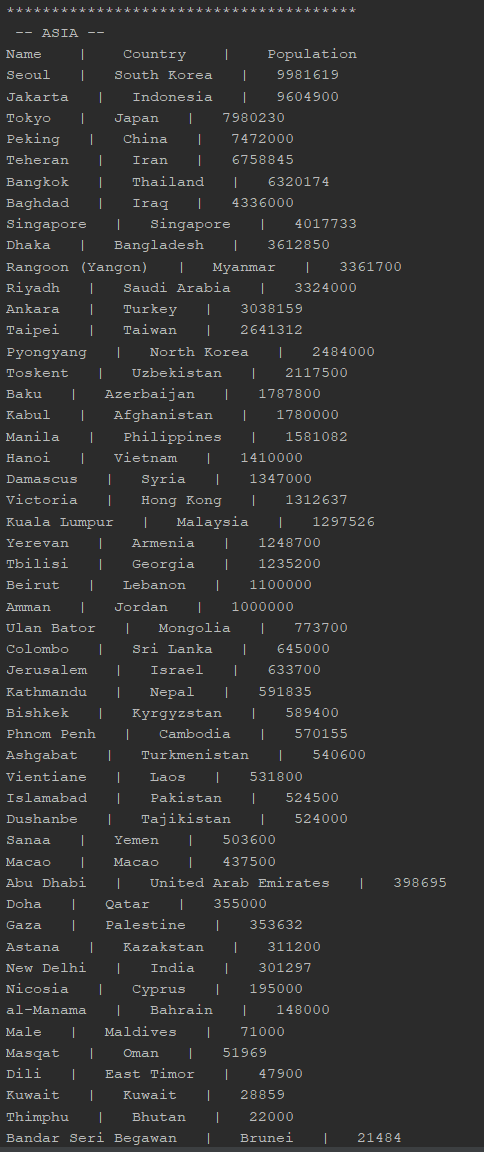 ***************************************
-- ASIA --
Name | Country | Population
Seoul | South Korea | 9981619
Jakarta | Indonesia | 9604900
Tokyo | Japan | 7980230
Peking | China | 7472000
Teheran | Iran | 6758845
Bangkok | Thailand | 6320174
Baghdad | Iraq | 4336000
Singapore | Singapore | 4017733
Dhaka | Bangladesh | 3612850
Rangoon (Yangon) | Myanmar | 3361700
Riyadh | Saudi Arabia | 3324000
Ankara | Turkey | 3038159
Taipei | Taiwan | 2641312
Pyongyang | North Korea | 2484000
Toskent | Uzbekistan | 2117500
Baku | Azerbaijan | 1787800
Kabul | Afghanistan | 1780000
Manila | Philippines | 1581082
Hanoi | Vietnam | 1410000
Damascus | Syria | 1347000
Victoria | Hong Kong | 1312637
Kuala Lumpur | Malaysia | 1297526
Yerevan | Armenia | 1248700
Tbilisi | Georgia | 1235200
Beirut | Lebanon | 1100000
Amman | Jordan | 1000000
Ulan Bator | Mongolia | 773700
Colombo | Sri Lanka | 645000
Jerusalem | Israel | 633700
Kathmandu | Nepal | 591835
Bishkek | Kyrgyzstan | 589400
Phnom Penh | Cambodia | 570155
Ashgabat | Turkmenistan | 540600
Vientiane | Laos | 531800
Islamabad | Pakistan | 524500
Dushanbe | Tajikistan | 524000
Sanaa | Yemen | 503600
Macao | Macao | 437500
Abu Dhabi | United Arab Emirates | 398695
Doha | Qatar | 355000
Gaza | Palestine | 353632
Astana | Kazakstan | 311200
New Delhi | India | 301297
Nicosia | Cyprus | 195000
al-Manama | Bahrain | 148000
Male | Maldives | 71000
Masqat | Oman | 51969
Dili | East Timor | 47900
Kuwait | Kuwait | 28859
Thimphu | Bhutan | 22000
Bandar Seri Begawan | Brunei | 21484